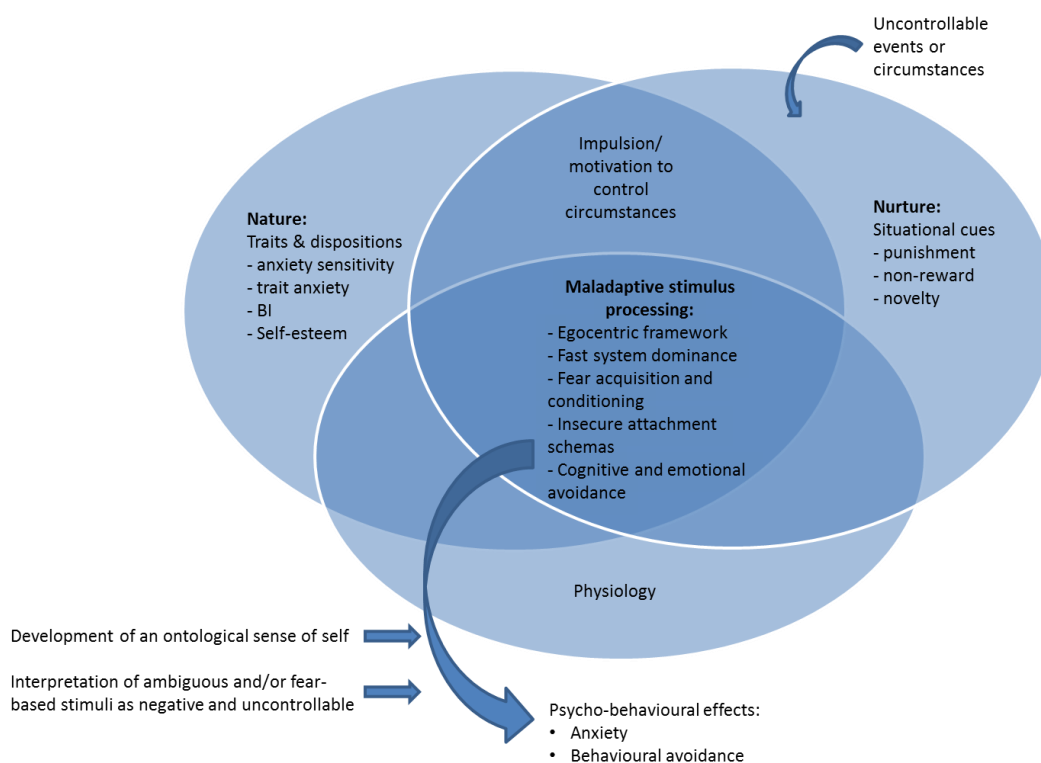 Uncontrollable
events or
circumstances
Impulsion/
motivation to
control
circumstances
Nature:
Traits & dispositions
- anxiety sensitivity
- trait anxiety
- BI
- Self-esteem
Nurture:
Situational cues
- punishment
- non-reward
- novelty
Maladaptive stimulus
processing:
- Egocentric framework
- Fast system dominance
- Fear acquisition and
conditioning
- Insecure attachment
schemas
- Cognitive and emotional
avoidance
Physiology
Development of an ontological sense of self
Interpretation of ambiguous and/or fear-
based stimuli as negative and uncontrollable
Psycho-behavioural effects:
• Anxiety
• Behavioural avoidance